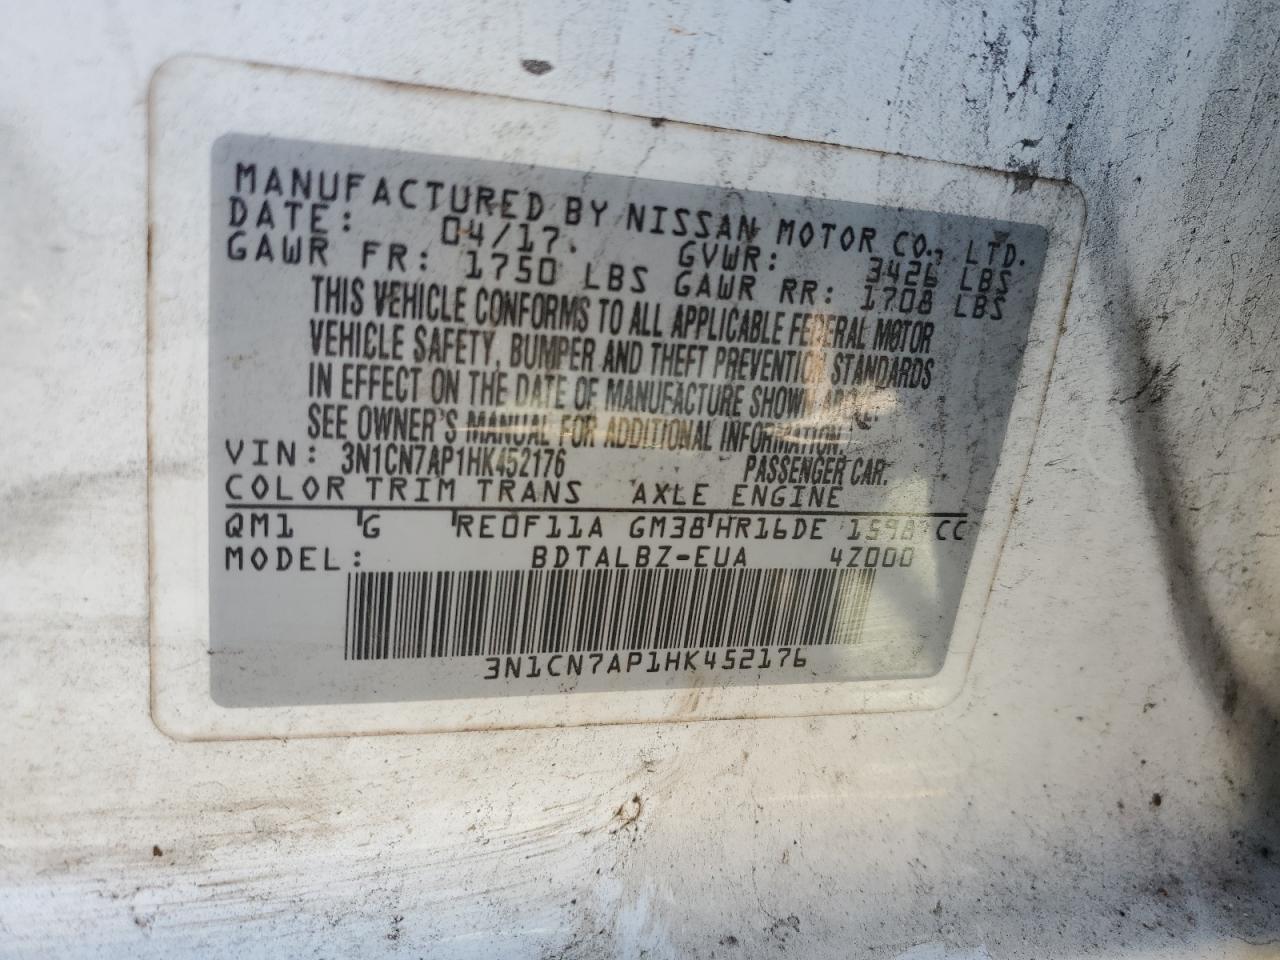 MANUFACTURED BY NISSAN MOTOR CO., LTD.
DATE: 04/17. GVWR: 3426 LBS
GAWR FR: 1750 LBS GAWR RR: 1708 LBS
THIS VEHICLE CONFORMS TO ALL APPLICABLE FEDERAL MOTOR
VEHICLE SAFETY, BUMPER AND THEFT PREVENTION STANDARDS
IN EFFECT ON THE DATE OF MANUFACTURE SHOWN ABOVE.
SEE OWNER'S MANUAL FOR ADDITIONAL INFORMATION.
VIN: 3N1CN7AP1HK452176 PASSENGER CAR.
COLOR TRIM TRANS AXLE ENGINE
QM1 G RE0F11A GM38 HR16DE 1598 CC
MODEL: BDTALBZ-EUA 4Z000
3N1CN7AP1HK452176